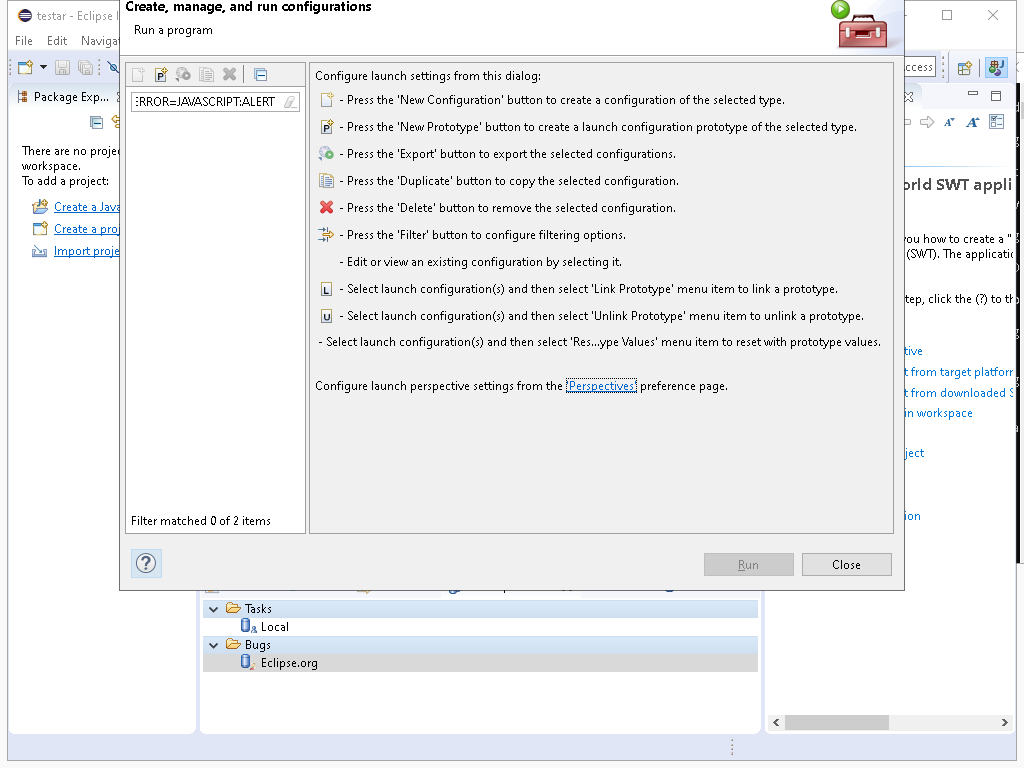 Create, manage, and run configurations
testar - Eclipse I
Run a program
File Edit Naviga
ccess
Package Exp...
Configure launch settings from this dialog:
ERROR=JAVASCRIPT:ALERT
- Press the 'New Configuration' button to create a configuration of the selected type.
- Press the 'New Prototype' button to create a launch configuration prototype of the selected type.
- Press the 'Export' button to export the selected configurations.
- Press the 'Duplicate' button to copy the selected configuration.
- Press the 'Delete' button to remove the selected configuration.
- Press the 'Filter' button to configure filtering options.
- Edit or view an existing configuration by selecting it.
L - Select launch configuration(s) and then select 'Link Prototype' menu item to link a prototype.
U - Select launch configuration(s) and then select 'Unlink Prototype' menu item to unlink a prototype.
- Select launch configuration(s) and then select 'Res...ype Values' menu item to reset with prototype values.
Configure launch perspective settings from the 'Perspectives' preference page.
Filter matched 0 of 2 items
Run
Close
There are no proje
workspace.
To add a project:
Create a Java
Create a proj
Import proje
orld SWT appli
you how to create a "
(SWT). The applicatic
tep, click the (?) to th
tive
t from target platforr
t from downloaded S
in workspace
ject
ion
Tasks
Local
Bugs
Eclipse.org